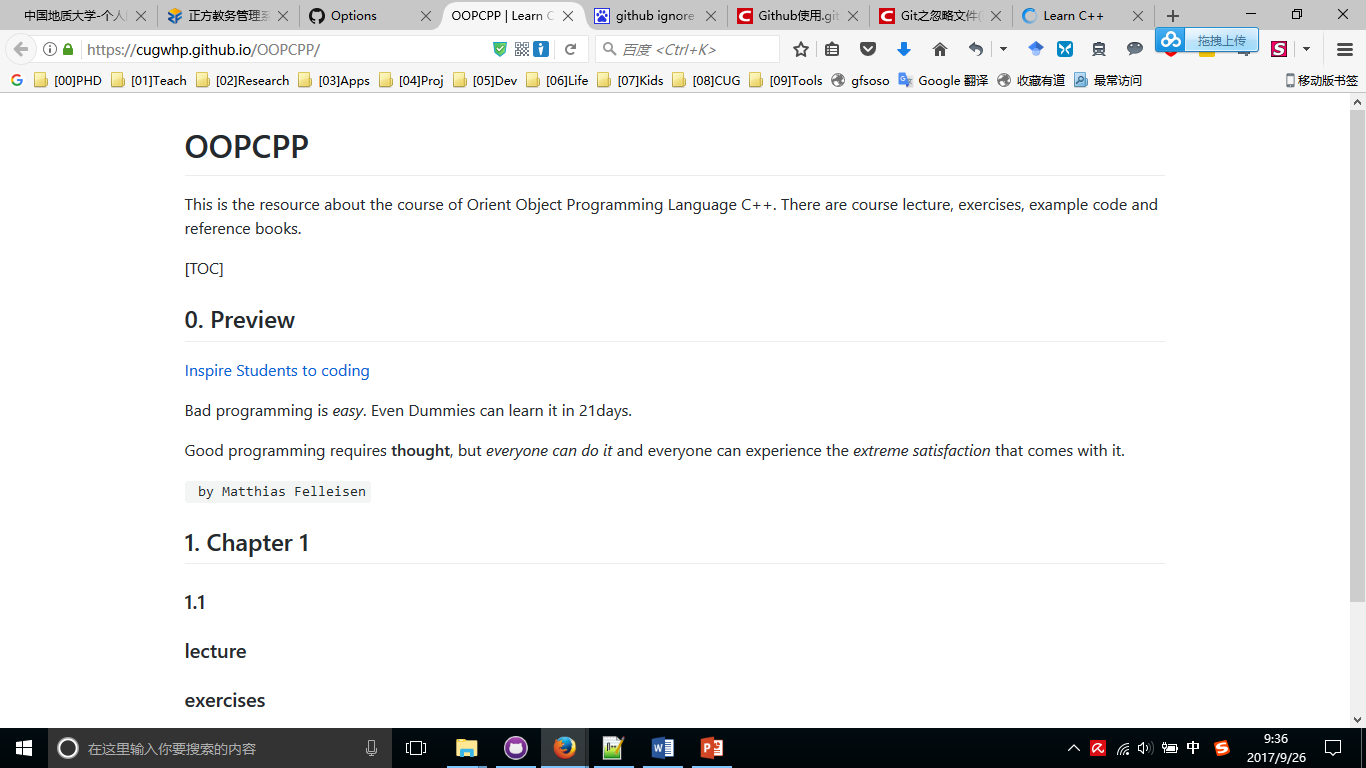 中国地质大学-个人
正方教务管理系
Options
OOPCPP | Learn C
github ignore
Github使用.git
Git之忽略文件(
Learn C++
https://cugwhp.github.io/OOPCPP/
百度 <Ctrl+K>
拖拽上传
[00]PHD
[01]Teach
[02]Research
[03]Apps
[04]Proj
[05]Dev
[06]Life
[07]Kids
[08]CUG
[09]Tools
gfsoso
Google 翻译
收藏有道
最常访问
移动版书签
OOPCPP
This is the resource about the course of Orient Object Programming Language C++. There are course lecture, exercises, example code and
reference books.
[TOC]
0. Preview
Inspire Students to coding
Bad programming is easy. Even Dummies can learn it in 21days.
Good programming requires thought, but everyone can do it and everyone can experience the extreme satisfaction that comes with it.
by Matthias Felleisen
1. Chapter 1
1.1
lecture
exercises
在这里输入你要搜索的内容
中
9:36
2017/9/26